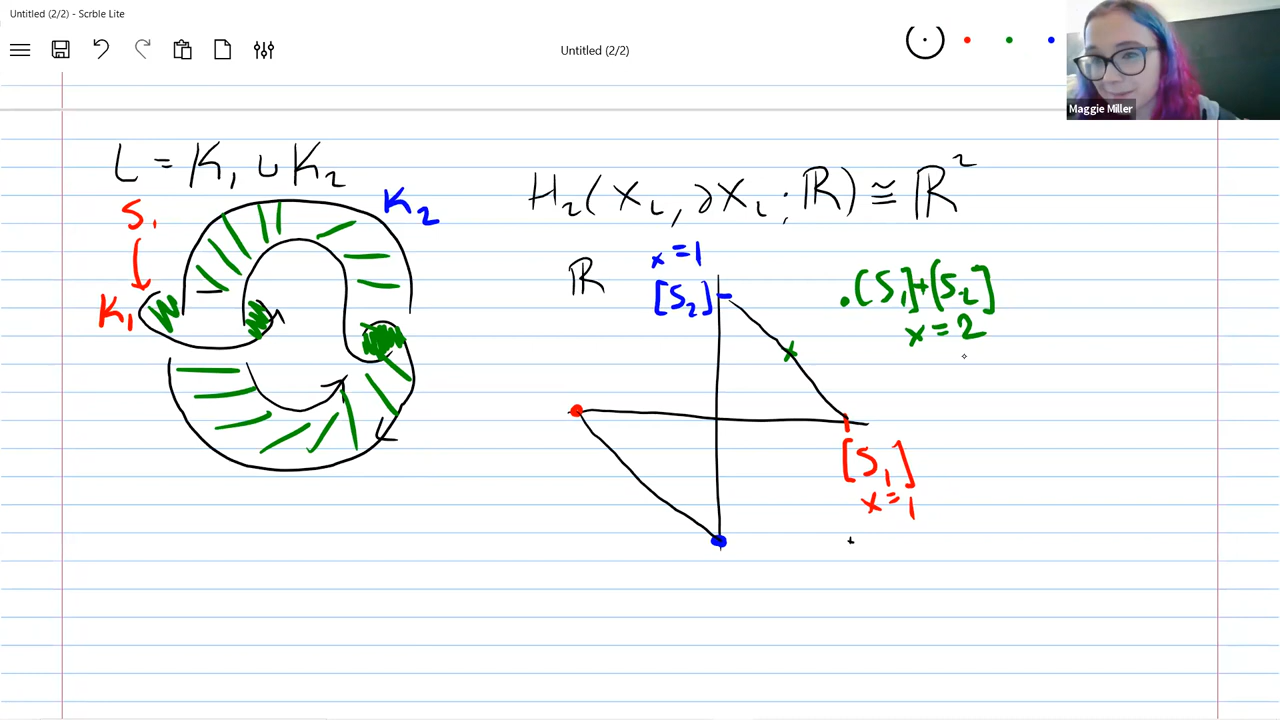 Untitled (2/2) - Scrble Lite
Untitled (2/2)
Maggie Miller
L = K₁ ∪ K₂
S₁
K₂
K₁
H₂(X_L, ∂X_L; ℝ) ≅ ℝ²
ℝ
x = 1
[S₂]
[S₁]+[S₂]
x = 2
[S₁]
x = 1